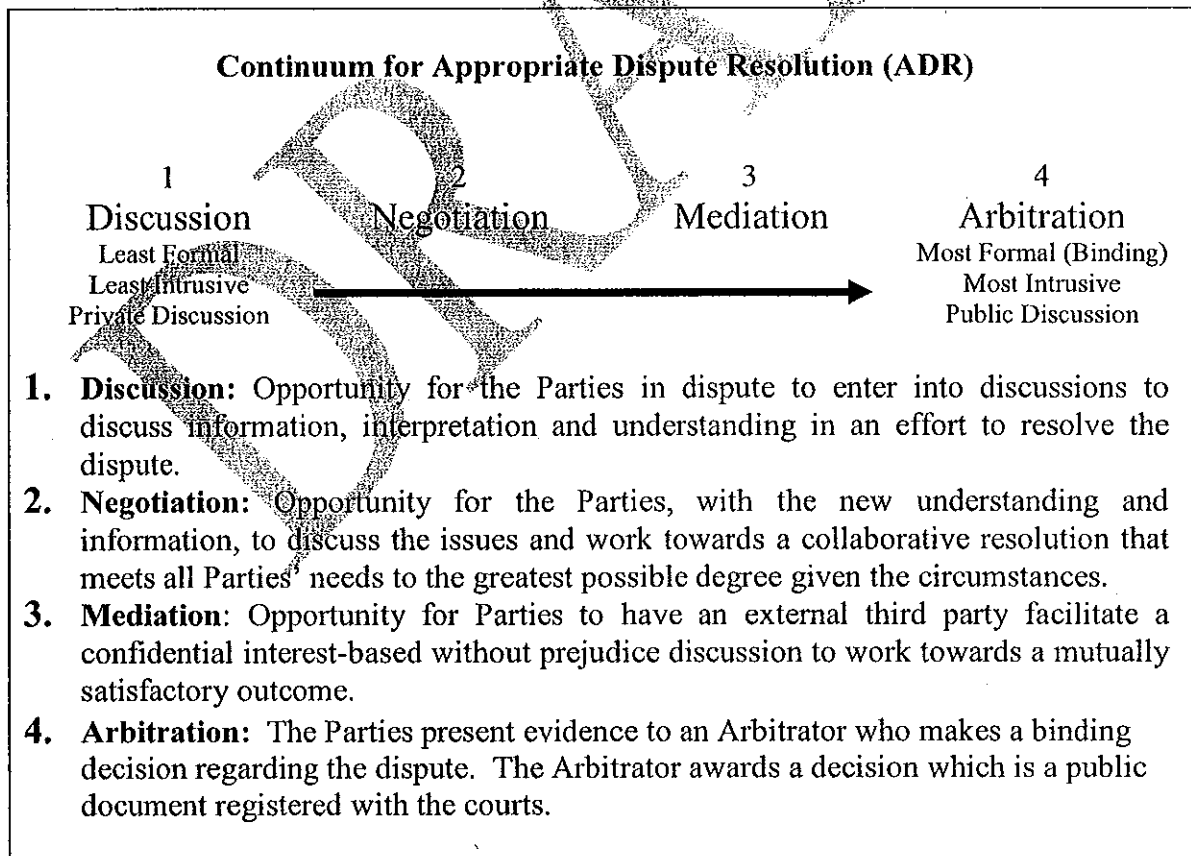 Continuum for Appropriate Dispute Resolution (ADR)
1 2 3 4
Discussion Negotiation Mediation Arbitration
Least Formal Most Formal (Binding)
Least Intrusive Most Intrusive
Private Discussion Public Discussion
1. Discussion: Opportunity for the Parties in dispute to enter into discussions to
discuss information, interpretation and understanding in an effort to resolve the
dispute.
2. Negotiation: Opportunity for the Parties, with the new understanding and
information, to discuss the issues and work towards a collaborative resolution that
meets all Parties' needs to the greatest possible degree given the circumstances.
3. Mediation: Opportunity for Parties to have an external third party facilitate a
confidential interest-based without prejudice discussion to work towards a mutually
satisfactory outcome.
4. Arbitration: The Parties present evidence to an Arbitrator who makes a binding
decision regarding the dispute. The Arbitrator awards a decision which is a public
document registered with the courts.